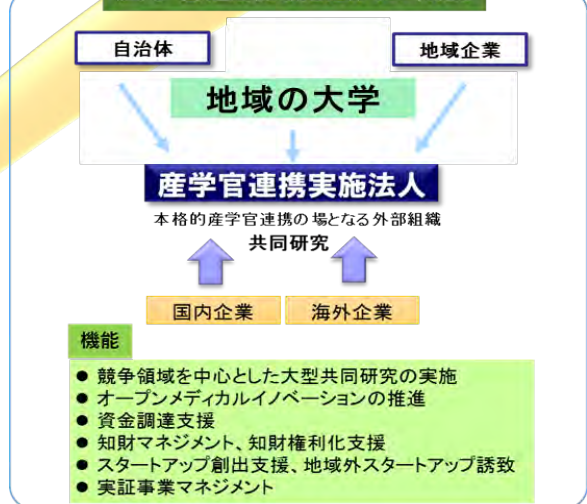 自治体
地域企業
地域の大学
産学官連携実施法人
本格的産学官連携の場となる外部組織
共同研究
国内企業
海外企業
機能
● 競争領域を中心とした大型共同研究の実施
● オープンメディカルイノベーションの推進
● 資金調達支援
● 知財マネジメント、知財権利化支援
● スタートアップ創出支援、地域外スタートアップ誘致
● 実証事業マネジメント